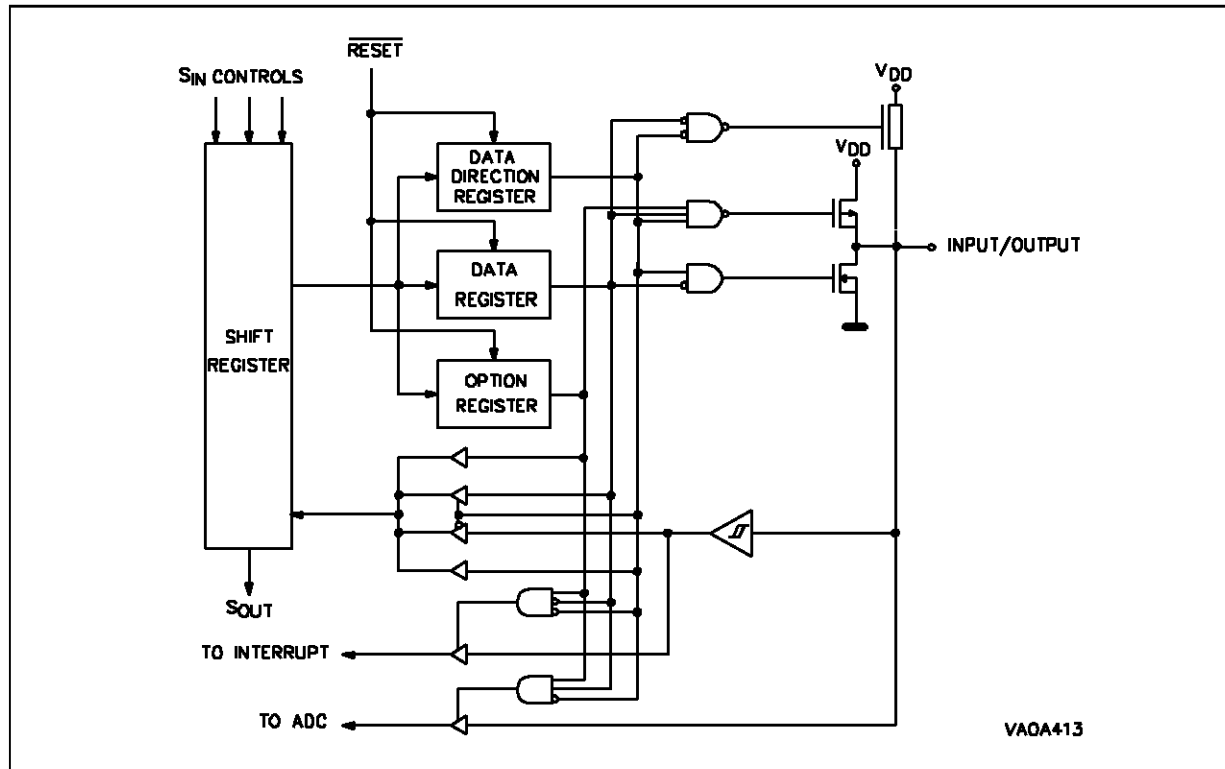 RESET
SIN CONTROLS
VDD
DATA
DIRECTION
REGISTER
VDD
INPUT/OUTPUT
DATA
REGISTER
SHIFT
REGISTER
OPTION
REGISTER
SOUT
TO INTERRUPT
TO ADC
VA0A413